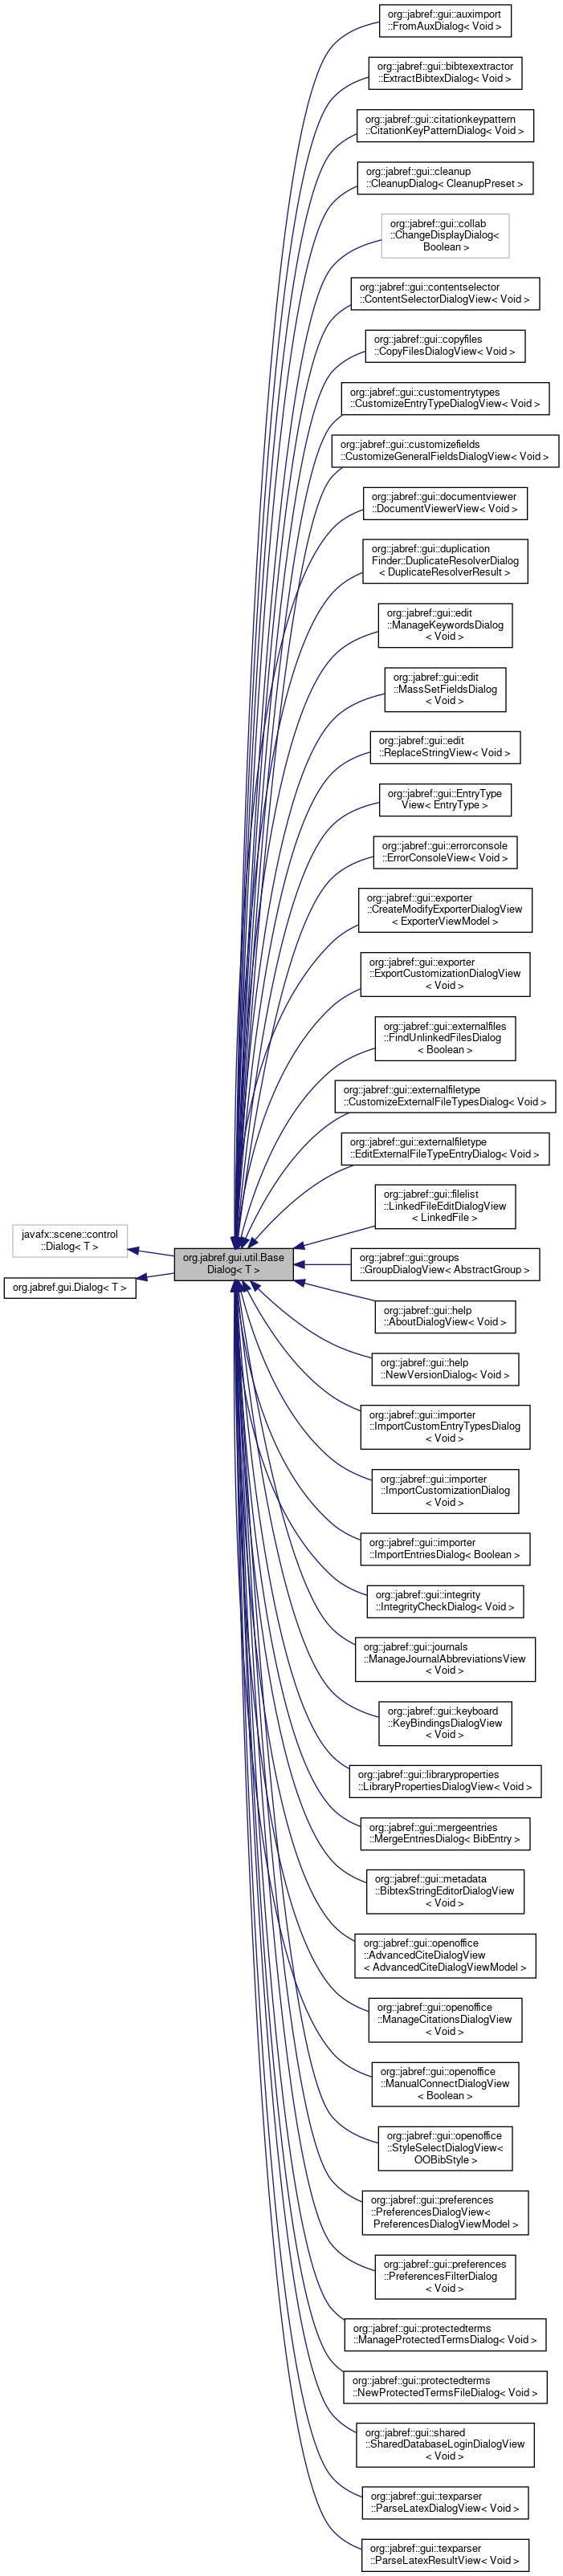 org::jabref::gui::auximport
::FromAuxDialog< Void >
org::jabref::gui::bibtexextractor
::ExtractBibtexDialog< Void >
org::jabref::gui::citationkeypattern
::CitationKeyPatternDialog< Void >
org::jabref::gui::cleanup
::CleanupDialog< CleanupPreset >
org::jabref::gui::collab
::ChangeDisplayDialog<
Boolean >
org::jabref::gui::contentselector
::ContentSelectorDialogView< Void >
org::jabref::gui::copyfiles
::CopyFilesDialogView< Void >
org::jabref::gui::customentrytypes
::CustomizeEntryTypeDialogView< Void >
org::jabref::gui::customizefields
::CustomizeGeneralFieldsDialogView< Void >
org::jabref::gui::documentviewer
::DocumentViewerView< Void >
org::jabref::gui::duplication
Finder::DuplicateResolverDialog
< DuplicateResolverResult >
org::jabref::gui::edit
::ManageKeywordsDialog
< Void >
org::jabref::gui::edit
::MassSetFieldsDialog
< Void >
org::jabref::gui::edit
::ReplaceStringView< Void >
org::jabref::gui::EntryType
View< EntryType >
org::jabref::gui::errorconsole
::ErrorConsoleView< Void >
org::jabref::gui::exporter
::CreateModifyExporterDialogView
< ExporterViewModel >
org::jabref::gui::exporter
::ExportCustomizationDialogView
< Void >
org::jabref::gui::externalfiles
::FindUnlinkedFilesDialog
< Boolean >
org::jabref::gui::externalfiletype
::CustomizeExternalFileTypesDialog< Void >
org::jabref::gui::externalfiletype
::EditExternalFileTypeEntryDialog< Void >
org::jabref::gui::filelist
::LinkedFileEditDialogView
< LinkedFile >
javafx::scene::control
::Dialog< T >
org.jabref.gui.Dialog< T >
org.jabref.gui.util.Base
Dialog< T >
org::jabref::gui::groups
::GroupDialogView< AbstractGroup >
org::jabref::gui::help
::AboutDialogView< Void >
org::jabref::gui::help
::NewVersionDialog< Void >
org::jabref::gui::importer
::ImportCustomEntryTypesDialog
< Void >
org::jabref::gui::importer
::ImportCustomizationDialog
< Void >
org::jabref::gui::importer
::ImportEntriesDialog< Boolean >
org::jabref::gui::integrity
::IntegrityCheckDialog< Void >
org::jabref::gui::journals
::ManageJournalAbbreviationsView
< Void >
org::jabref::gui::keyboard
::KeyBindingsDialogView
< Void >
org::jabref::gui::libraryproperties
::LibraryPropertiesDialogView< Void >
org::jabref::gui::mergeentries
::MergeEntriesDialog< BibEntry >
org::jabref::gui::metadata
::BibtexStringEditorDialogView
< Void >
org::jabref::gui::openoffice
::AdvancedCiteDialogView
< AdvancedCiteDialogViewModel >
org::jabref::gui::openoffice
::ManageCitationsDialogView
< Void >
org::jabref::gui::openoffice
::ManualConnectDialogView
< Boolean >
org::jabref::gui::openoffice
::StyleSelectDialogView<
OOBibStyle >
org::jabref::gui::preferences
::PreferencesDialogView<
PreferencesDialogViewModel >
org::jabref::gui::preferences
::PreferencesFilterDialog
< Void >
org::jabref::gui::protectedterms
::ManageProtectedTermsDialog< Void >
org::jabref::gui::protectedterms
::NewProtectedTermsFileDialog< Void >
org::jabref::gui::shared
::SharedDatabaseLoginDialogView
< Void >
org::jabref::gui::texparser
::ParseLatexDialogView< Void >
org::jabref::gui::texparser
::ParseLatexResultView< Void >